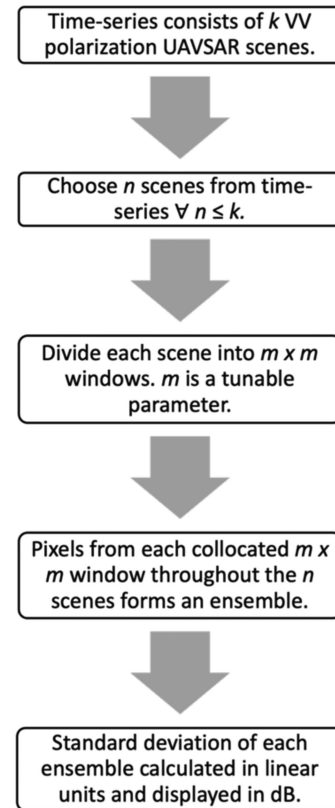 Time-series consists of k VV
polarization UAVSAR scenes.
Choose n scenes from time-
series ∀ n ≤ k.
Divide each scene into m x m
windows. m is a tunable
parameter.
Pixels from each collocated m x
m window throughout the n
scenes forms an ensemble.
Standard deviation of each
ensemble calculated in linear
units and displayed in dB.